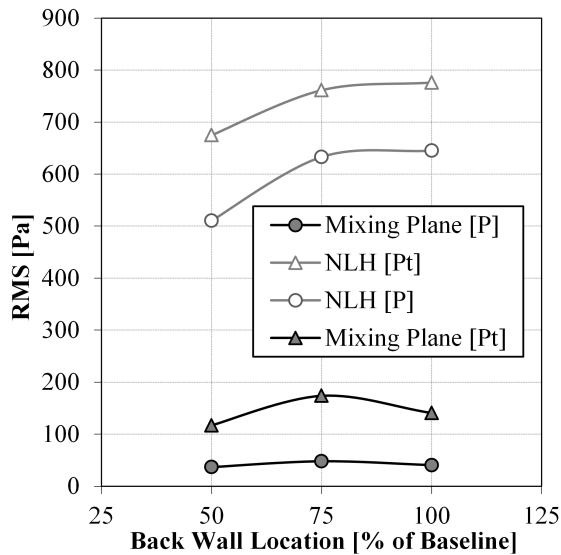 900
800
700
600
500
400
300
200
100
0
RMS [Pa]
Mixing Plane [P]
NLH [Pt]
NLH [P]
Mixing Plane [Pt]
25 50 75 100 125
Back Wall Location [% of Baseline]